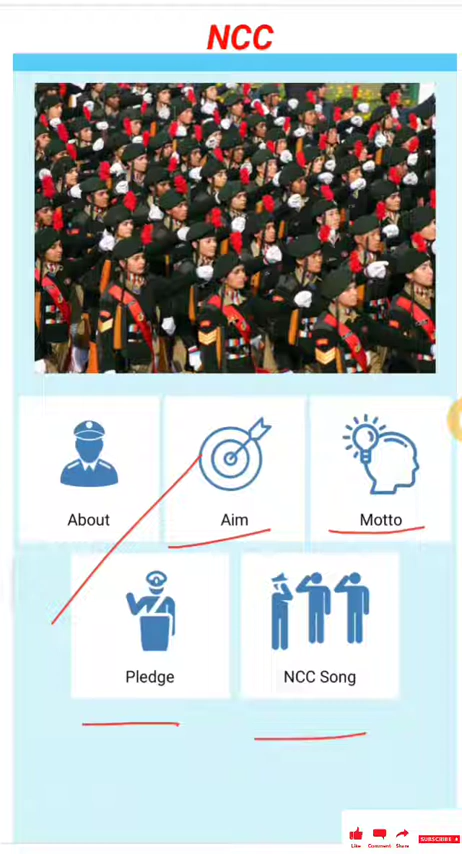 NCC
About
Aim
Motto
Pledge
NCC Song
Like
Comment
Share
SUBSCRIBE